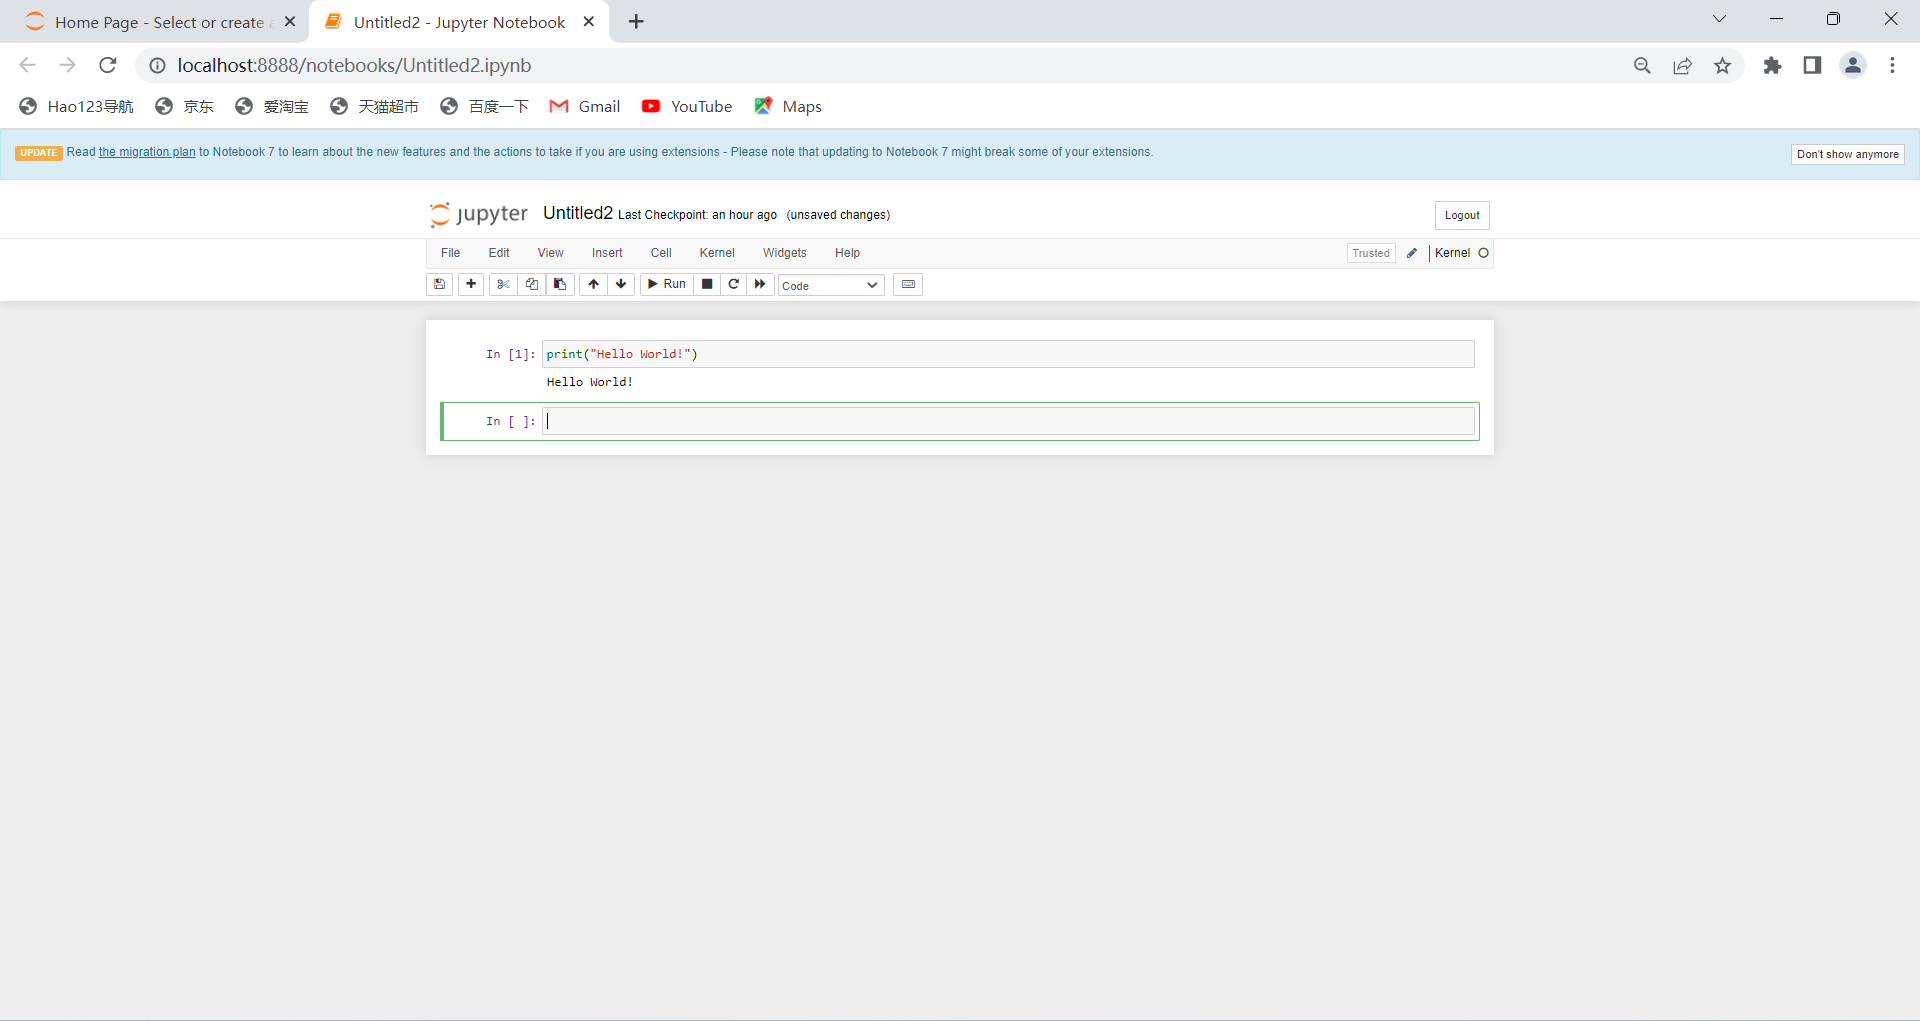 Home Page - Select or create a
Untitled2 - Jupyter Notebook
localhost:8888/notebooks/Untitled2.ipynb
Hao123导航 京东 爱淘宝 天猫超市 百度一下 Gmail YouTube Maps
UPDATE Read the migration plan to Notebook 7 to learn about the new features and the actions to take if you are using extensions - Please note that updating to Notebook 7 might break some of your extensions.
Don't show anymore
jupyter Untitled2 Last Checkpoint: an hour ago (unsaved changes)
Logout
File Edit View Insert Cell Kernel Widgets Help
Trusted Kernel
Run Code
In [1]: print("Hello World!")
Hello World!
In [ ]: